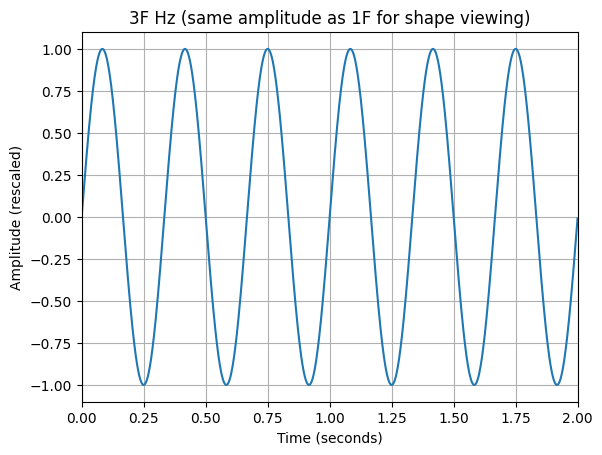 3F Hz (same amplitude as 1F for shape viewing)
Amplitude (rescaled)
1.00
0.75
0.50
0.25
0.00
−0.25
−0.50
−0.75
−1.00
0.00 0.25 0.50 0.75 1.00 1.25 1.50 1.75 2.00
Time (seconds)